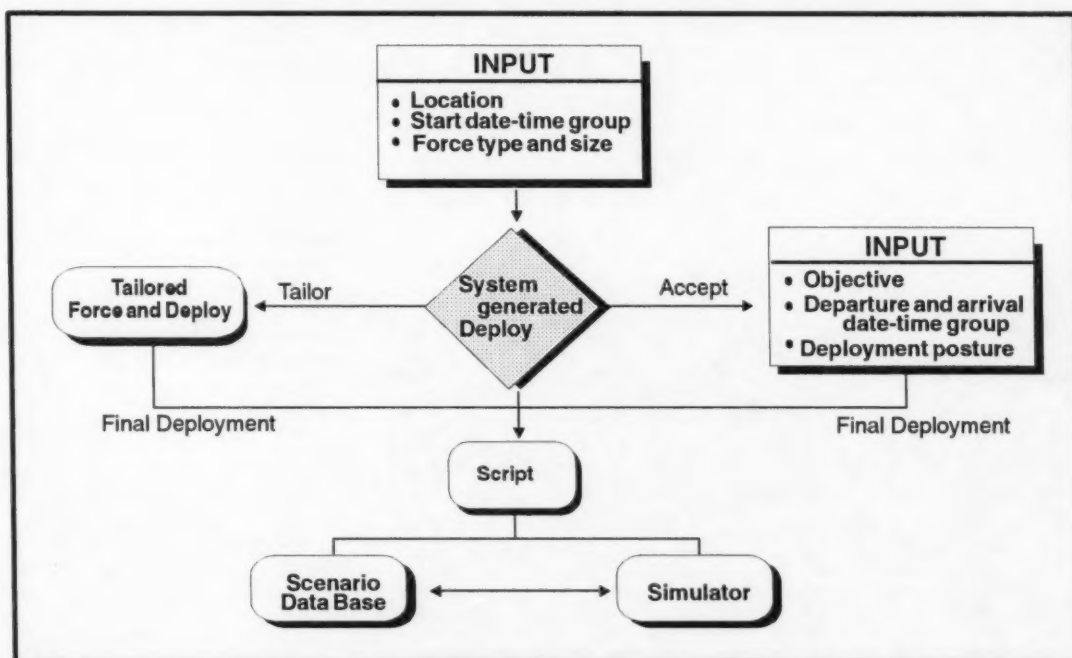 INPUT
• Location
• Start date-time group
• Force type and size
Tailored
Force and Deploy
Tailor
System
generated
Deploy
Accept
INPUT
• Objective
• Departure and arrival
date-time group
• Deployment posture
Final Deployment
Final Deployment
Script
Scenario
Data Base
Simulator